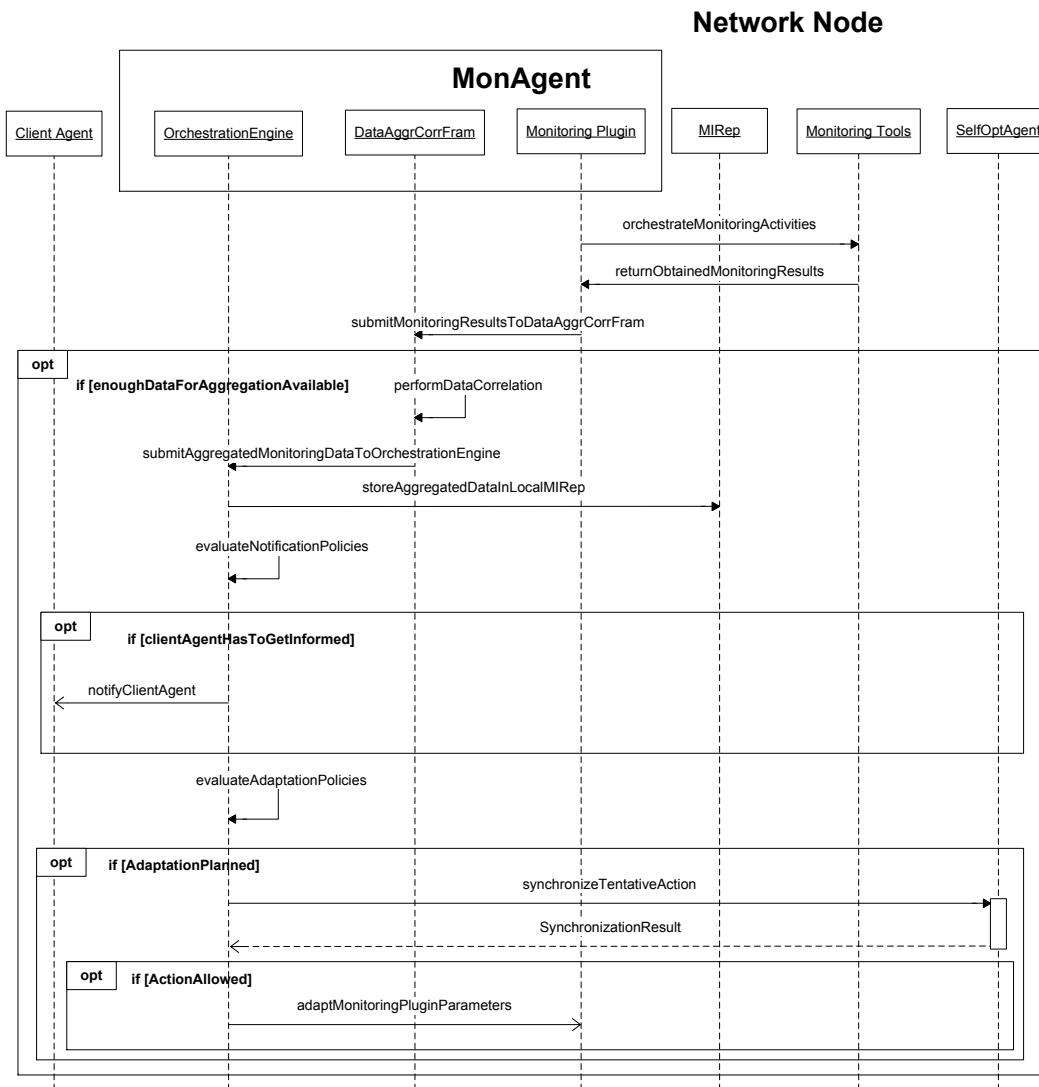 Network Node
MonAgent
Client Agent
OrchestrationEngine
DataAggrCorrFram
Monitoring Plugin
MIRep
Monitoring Tools
SelfOptAgent
orchestrateMonitoringActivities
returnObtainedMonitoringResults
submitMonitoringResultsToDataAggrCorrFram
opt
if [enoughDataForAggregationAvailable]
performDataCorrelation
submitAggregatedMonitoringDataToOrchestrationEngine
storeAggregatedDataInLocalMIRep
evaluateNotificationPolicies
opt
if [clientAgentHasToGetInformed]
notifyClientAgent
evaluateAdaptationPolicies
opt
if [AdaptationPlanned]
synchronizeTentativeAction
SynchronizationResult
opt
if [ActionAllowed]
adaptMonitoringPluginParameters